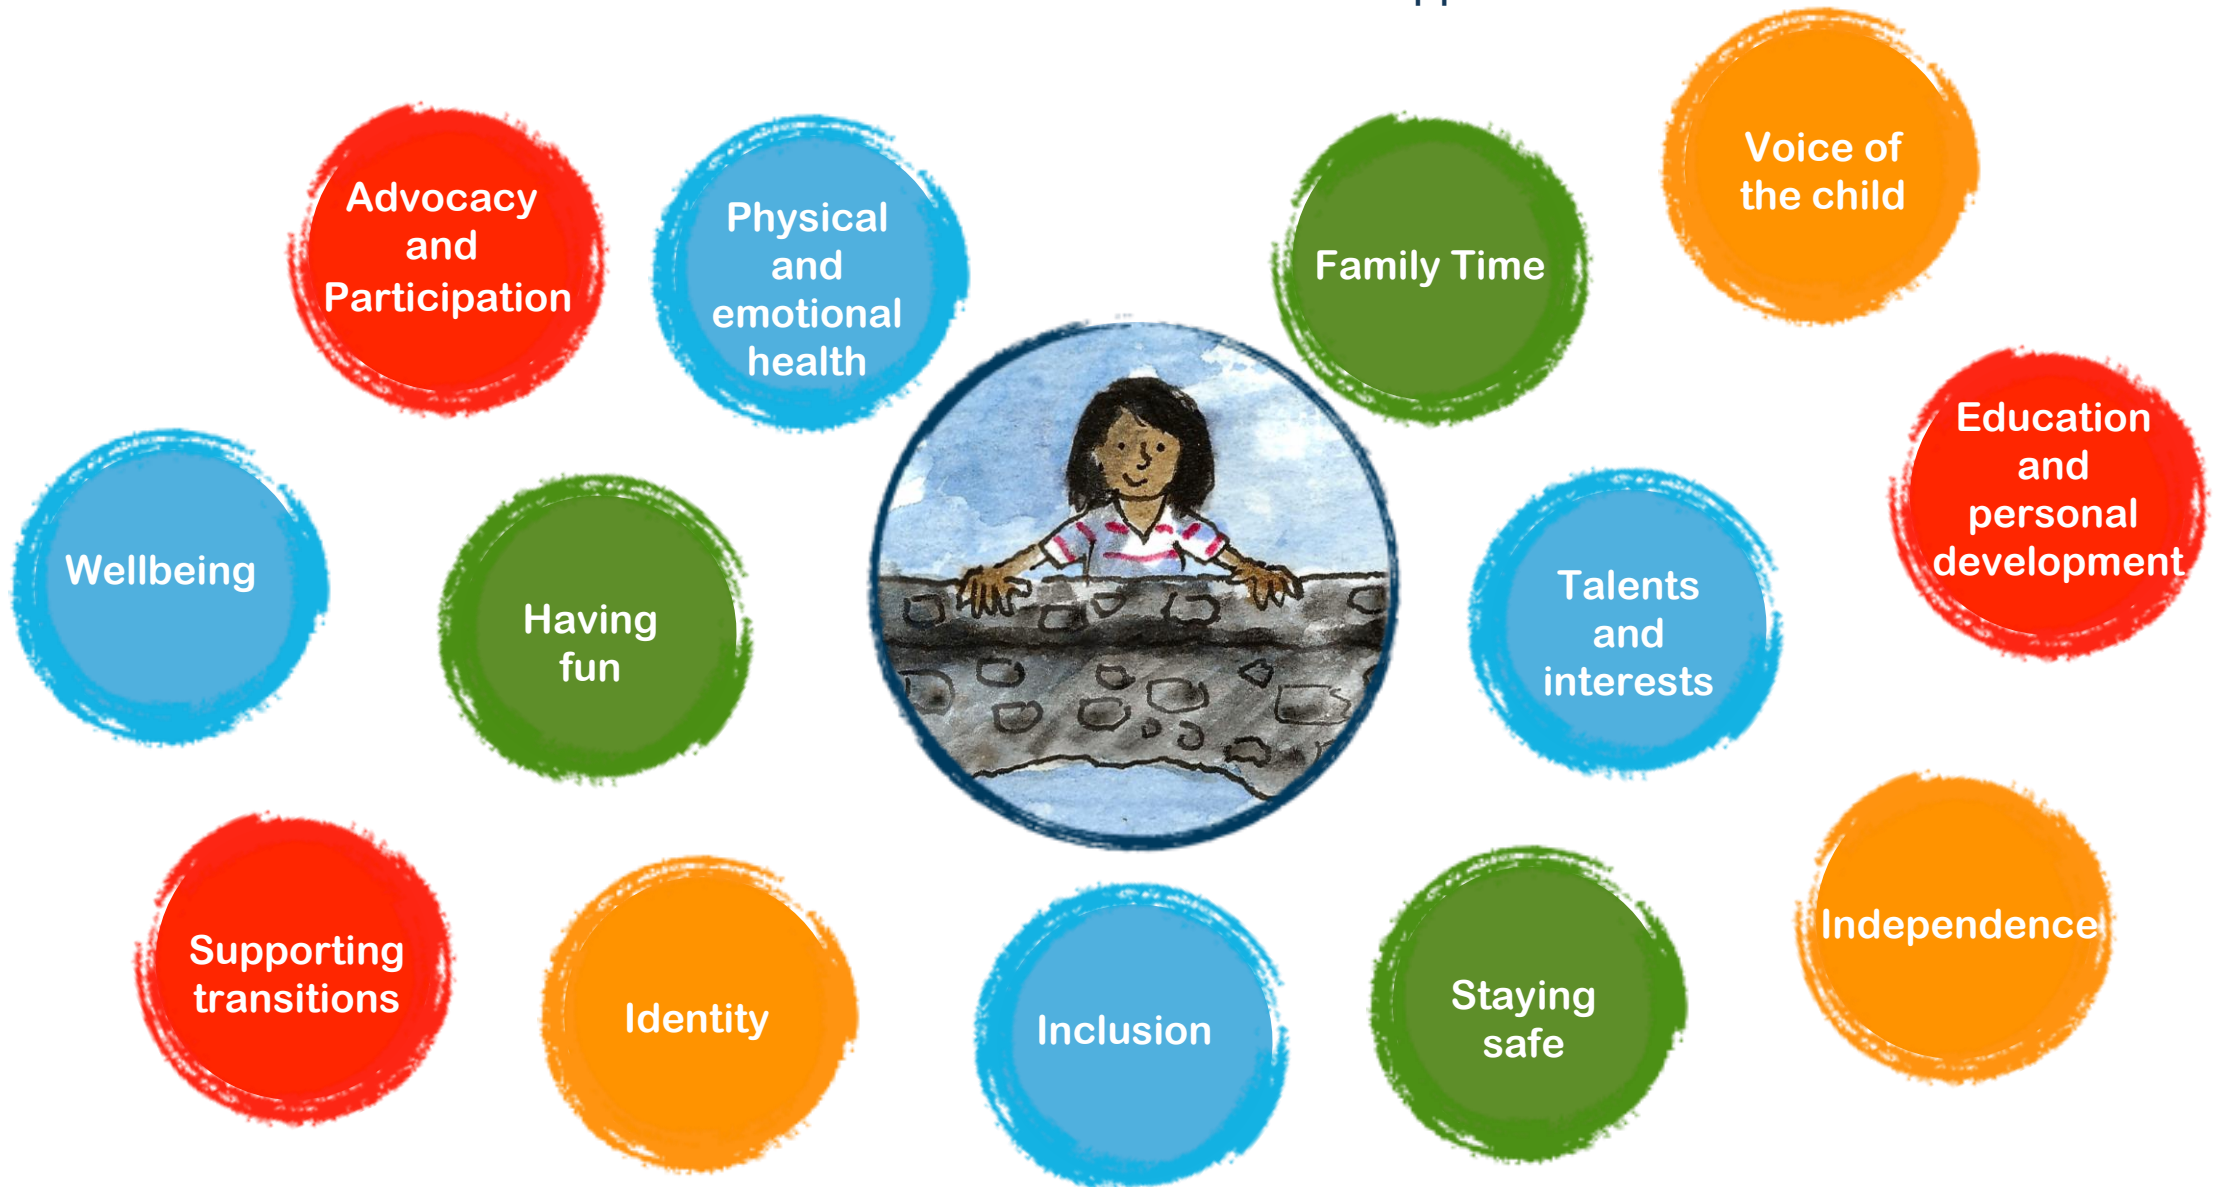 Advocacy
and
Participation
Physical
and
emotional
health
Family Time
Voice of
the child
Wellbeing
Having
fun
Talents
and
interests
Education
and
personal
development
Supporting
transitions
Identity
Inclusion
Staying
safe
Independence